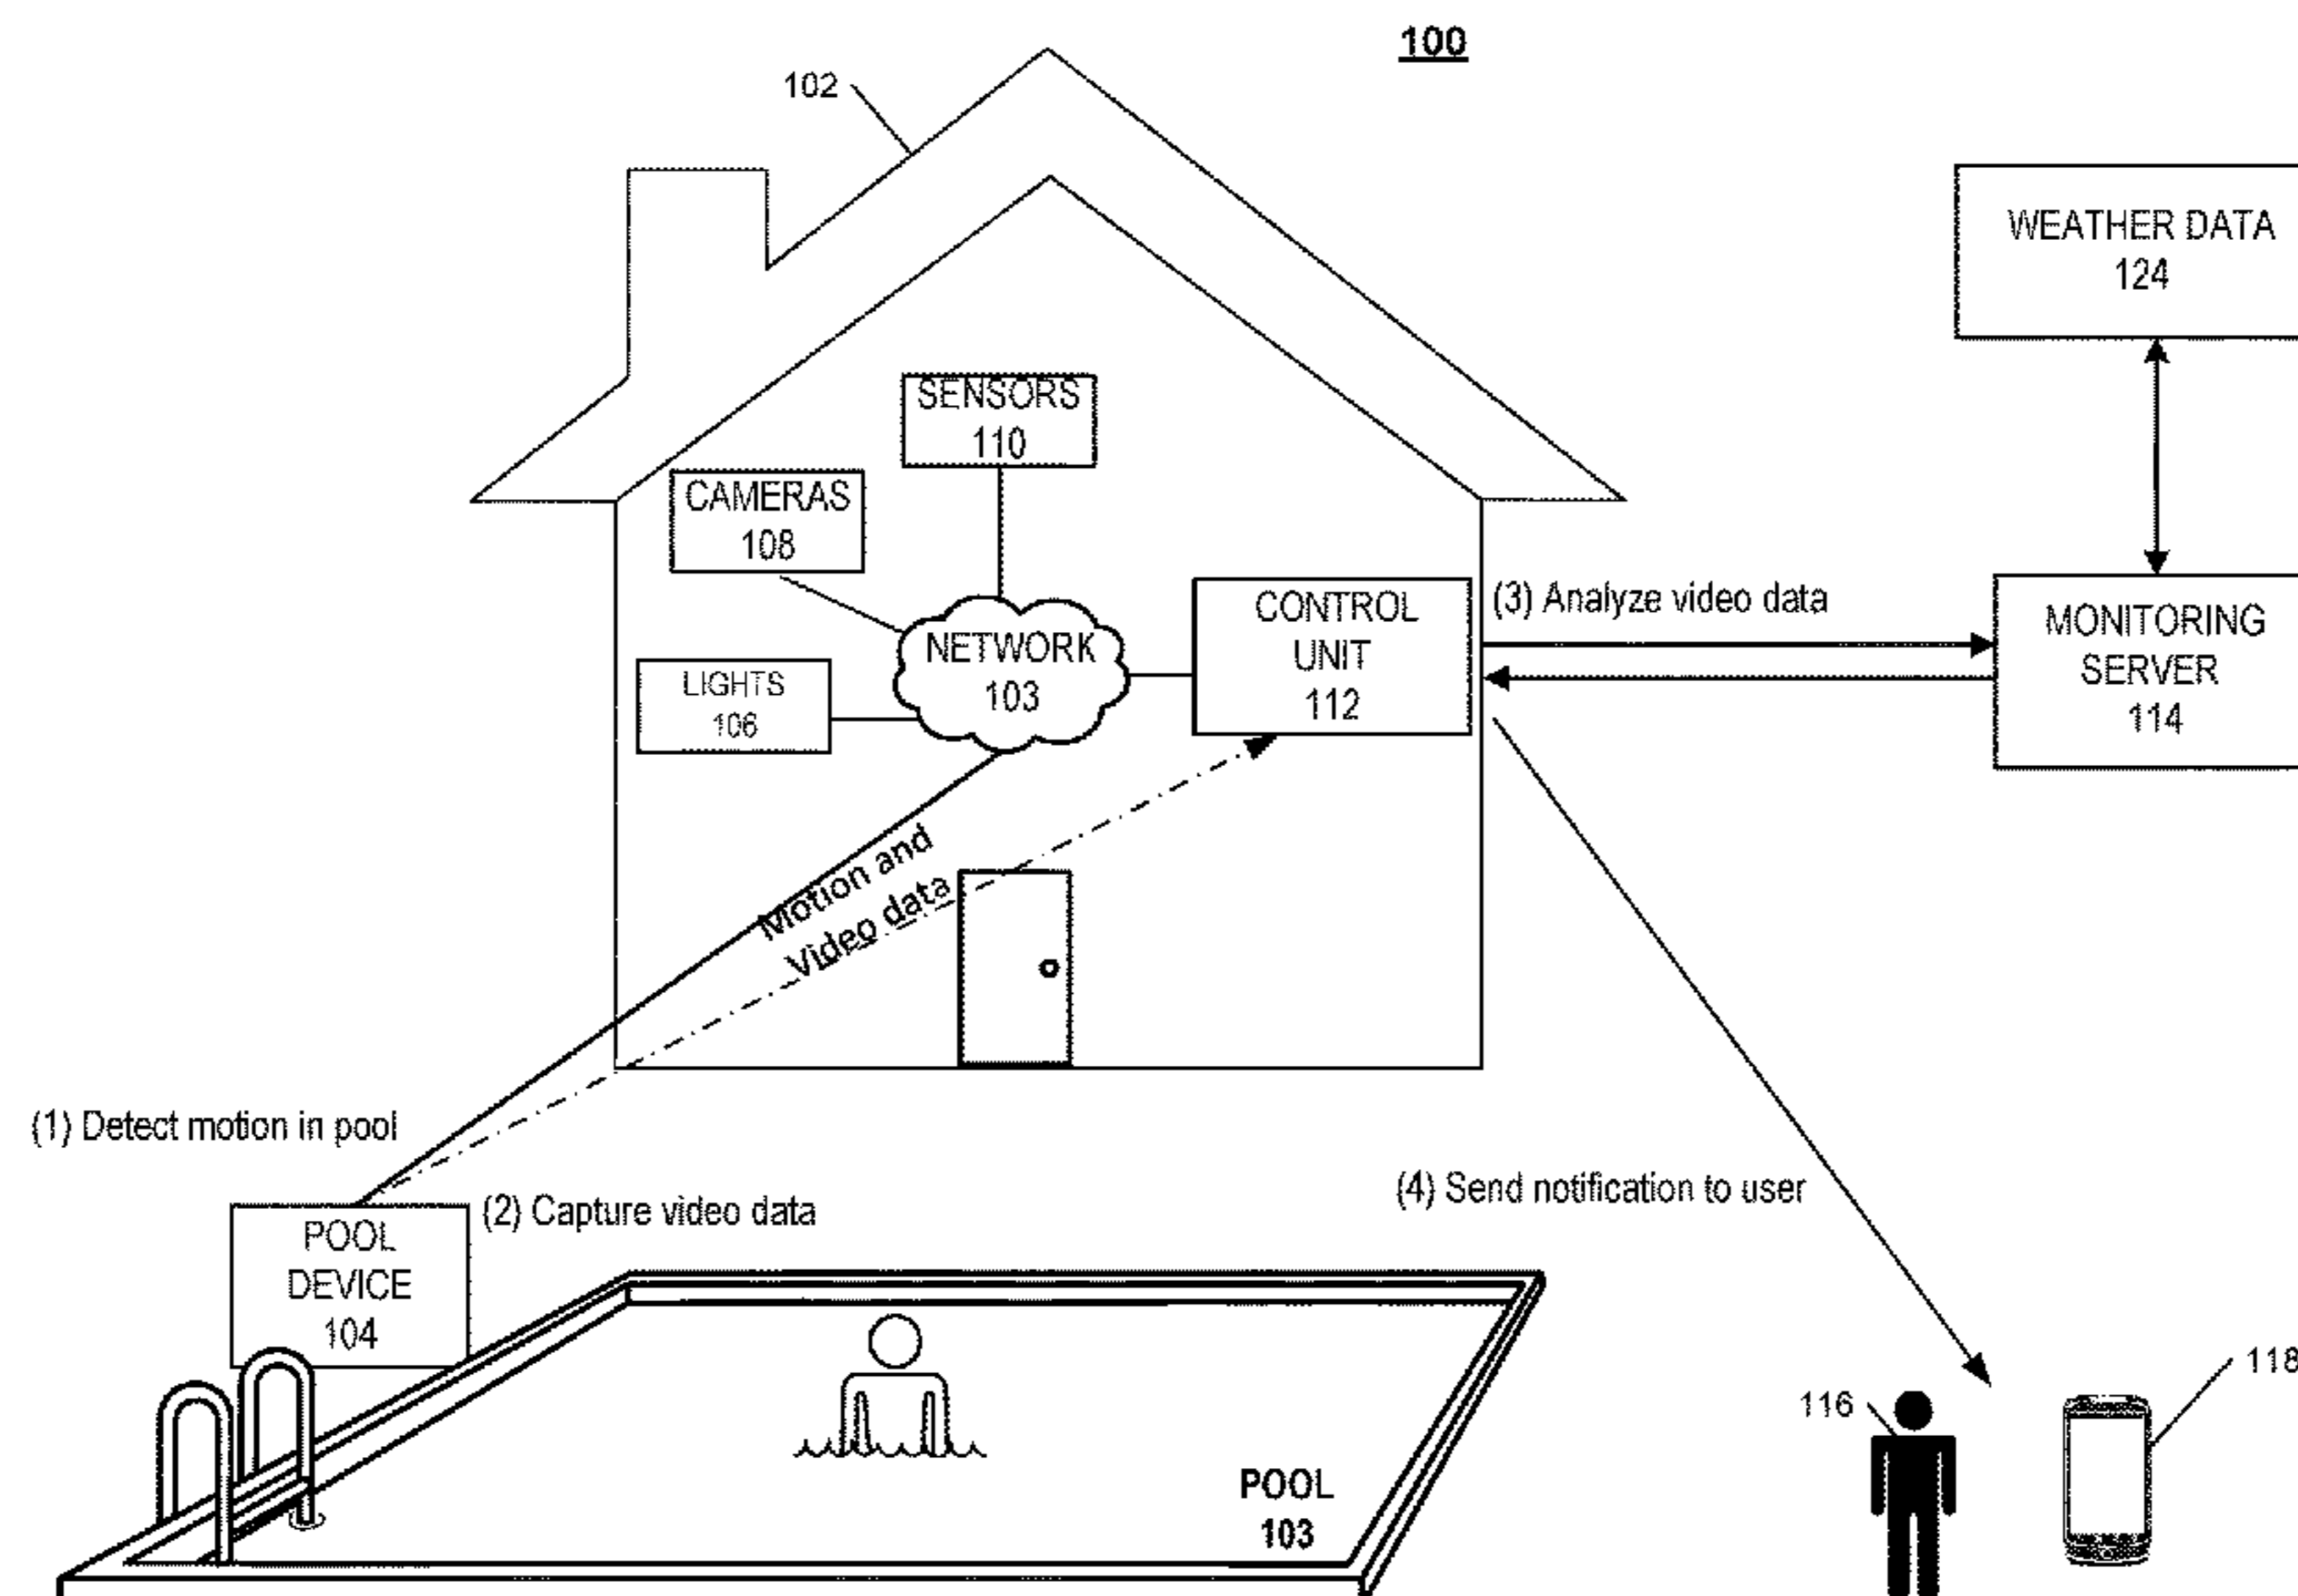 100
102
WEATHER DATA
124
SENSORS
110
CAMERAS
108
NETWORK
103
LIGHTS
106
CONTROL
UNIT
112
(3) Analyze video data
MONITORING
SERVER
114
Motion and
Video data
(1) Detect motion in pool
(2) Capture video data
POOL
DEVICE
104
(4) Send notification to user
POOL
103
116
118